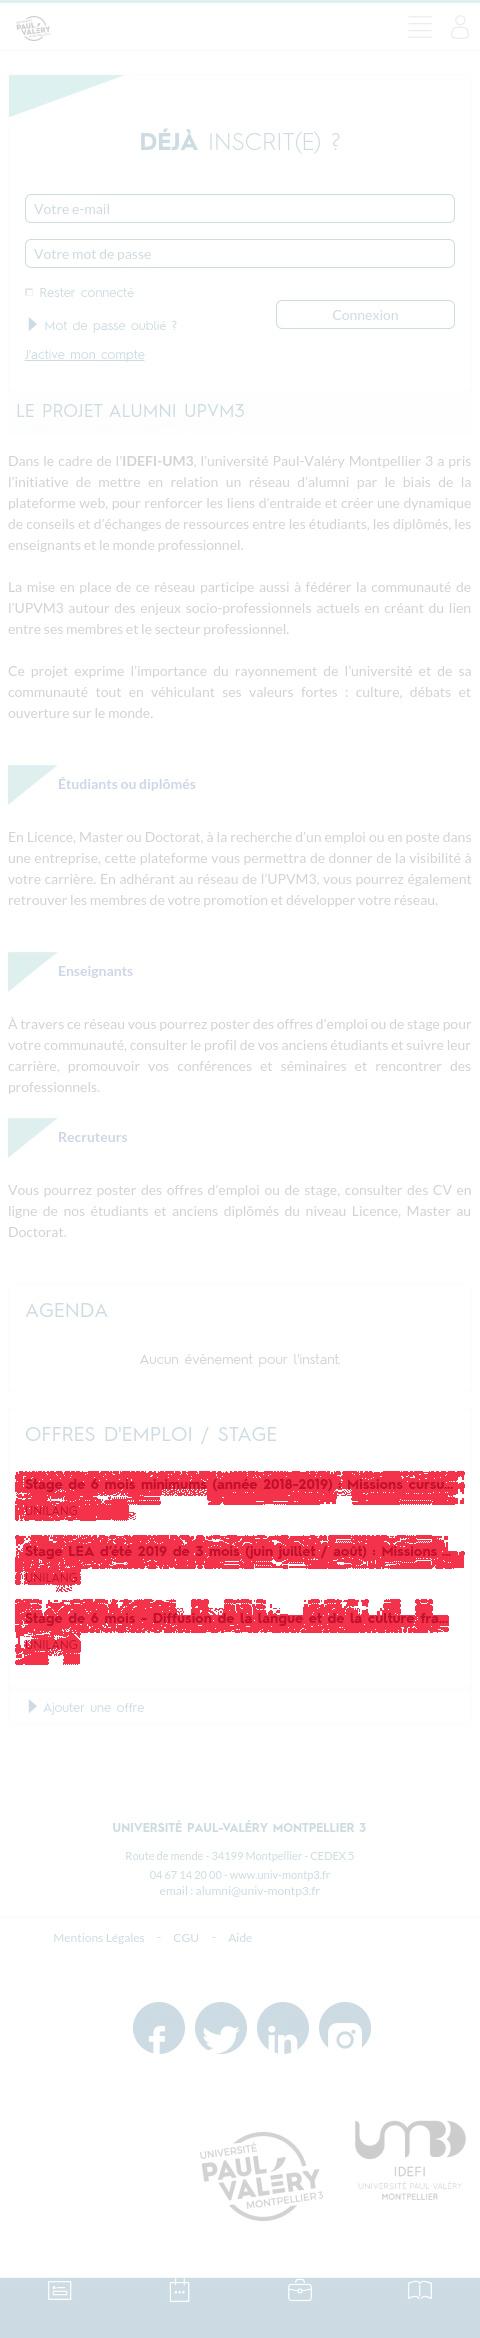 PAUL VALÉRY
DÉJÀ INSCRIT(E) ?
Votre e-mail
Votre mot de passe
Rester connecté
Mot de passe oublié ?
Connexion
J'active mon compte
LE PROJET ALUMNI UPVM3
Dans le cadre de l'IDEFI-UM3, l'université Paul-Valéry Montpellier 3 a pris
l'initiative de mettre en relation un réseau d'alumni par le biais de la
plateforme web, pour renforcer les liens d'entraide et créer une dynamique
de conseils et d'échanges de ressources entre les étudiants, les diplômés, les
enseignants et le monde professionnel.
La mise en place de ce réseau participe aussi à fédérer la communauté de
l'UPVM3 autour des enjeux socio-professionnels actuels en créant du lien
entre ses membres et le secteur professionnel.
Ce projet exprime l'importance du rayonnement de l'université et de sa
communauté tout en véhiculant ses valeurs fortes : culture, débats et
ouverture sur le monde.
Étudiants ou diplômés
En Licence, Master ou Doctorat, à la recherche d'un emploi ou en poste dans
une entreprise, cette plateforme vous permettra de donner de la visibilité à
votre carrière. En adhérant au réseau de l'UPVM3, vous pourrez également
retrouver les membres de votre promotion et développer votre réseau.
Enseignants
À travers ce réseau vous pourrez poster des offres d'emploi ou de stage pour
votre communauté, consulter le profil de vos anciens étudiants et suivre leur
carrière, promouvoir vos conférences et séminaires et rencontrer des
professionnels.
Recruteurs
Vous pourrez poster des offres d'emploi ou de stage, consulter des CV en
ligne de nos étudiants et anciens diplômés du niveau Licence, Master au
Doctorat.
AGENDA
Aucun évènement pour l'instant
OFFRES D'EMPLOI / STAGE
Stage de 6 mois minimums (année 2018-2019) : Missions cursu...
UNILANG
Stage LEA d'été 2019 de 3 mois (juin juillet / août) : Missions ...
UNILANG
Stage de 6 mois - Diffusion de la langue et de la culture fra...
UNILANG
Ajouter une offre
UNIVERSITÉ PAUL-VALÉRY MONTPELLIER 3
Route de mende - 34199 Montpellier - CEDEX 5
04 67 14 20 00 - www.univ-montp3.fr
email : alumni@univ-montp3.fr
Mentions Légales - CGU - Aide
UNIVERSITÉ
PAUL
VALÉRY
MONTPELLIER 3
UM3
IDEFI
UNIVERSITÉ PAUL-VALÉRY
MONTPELLIER